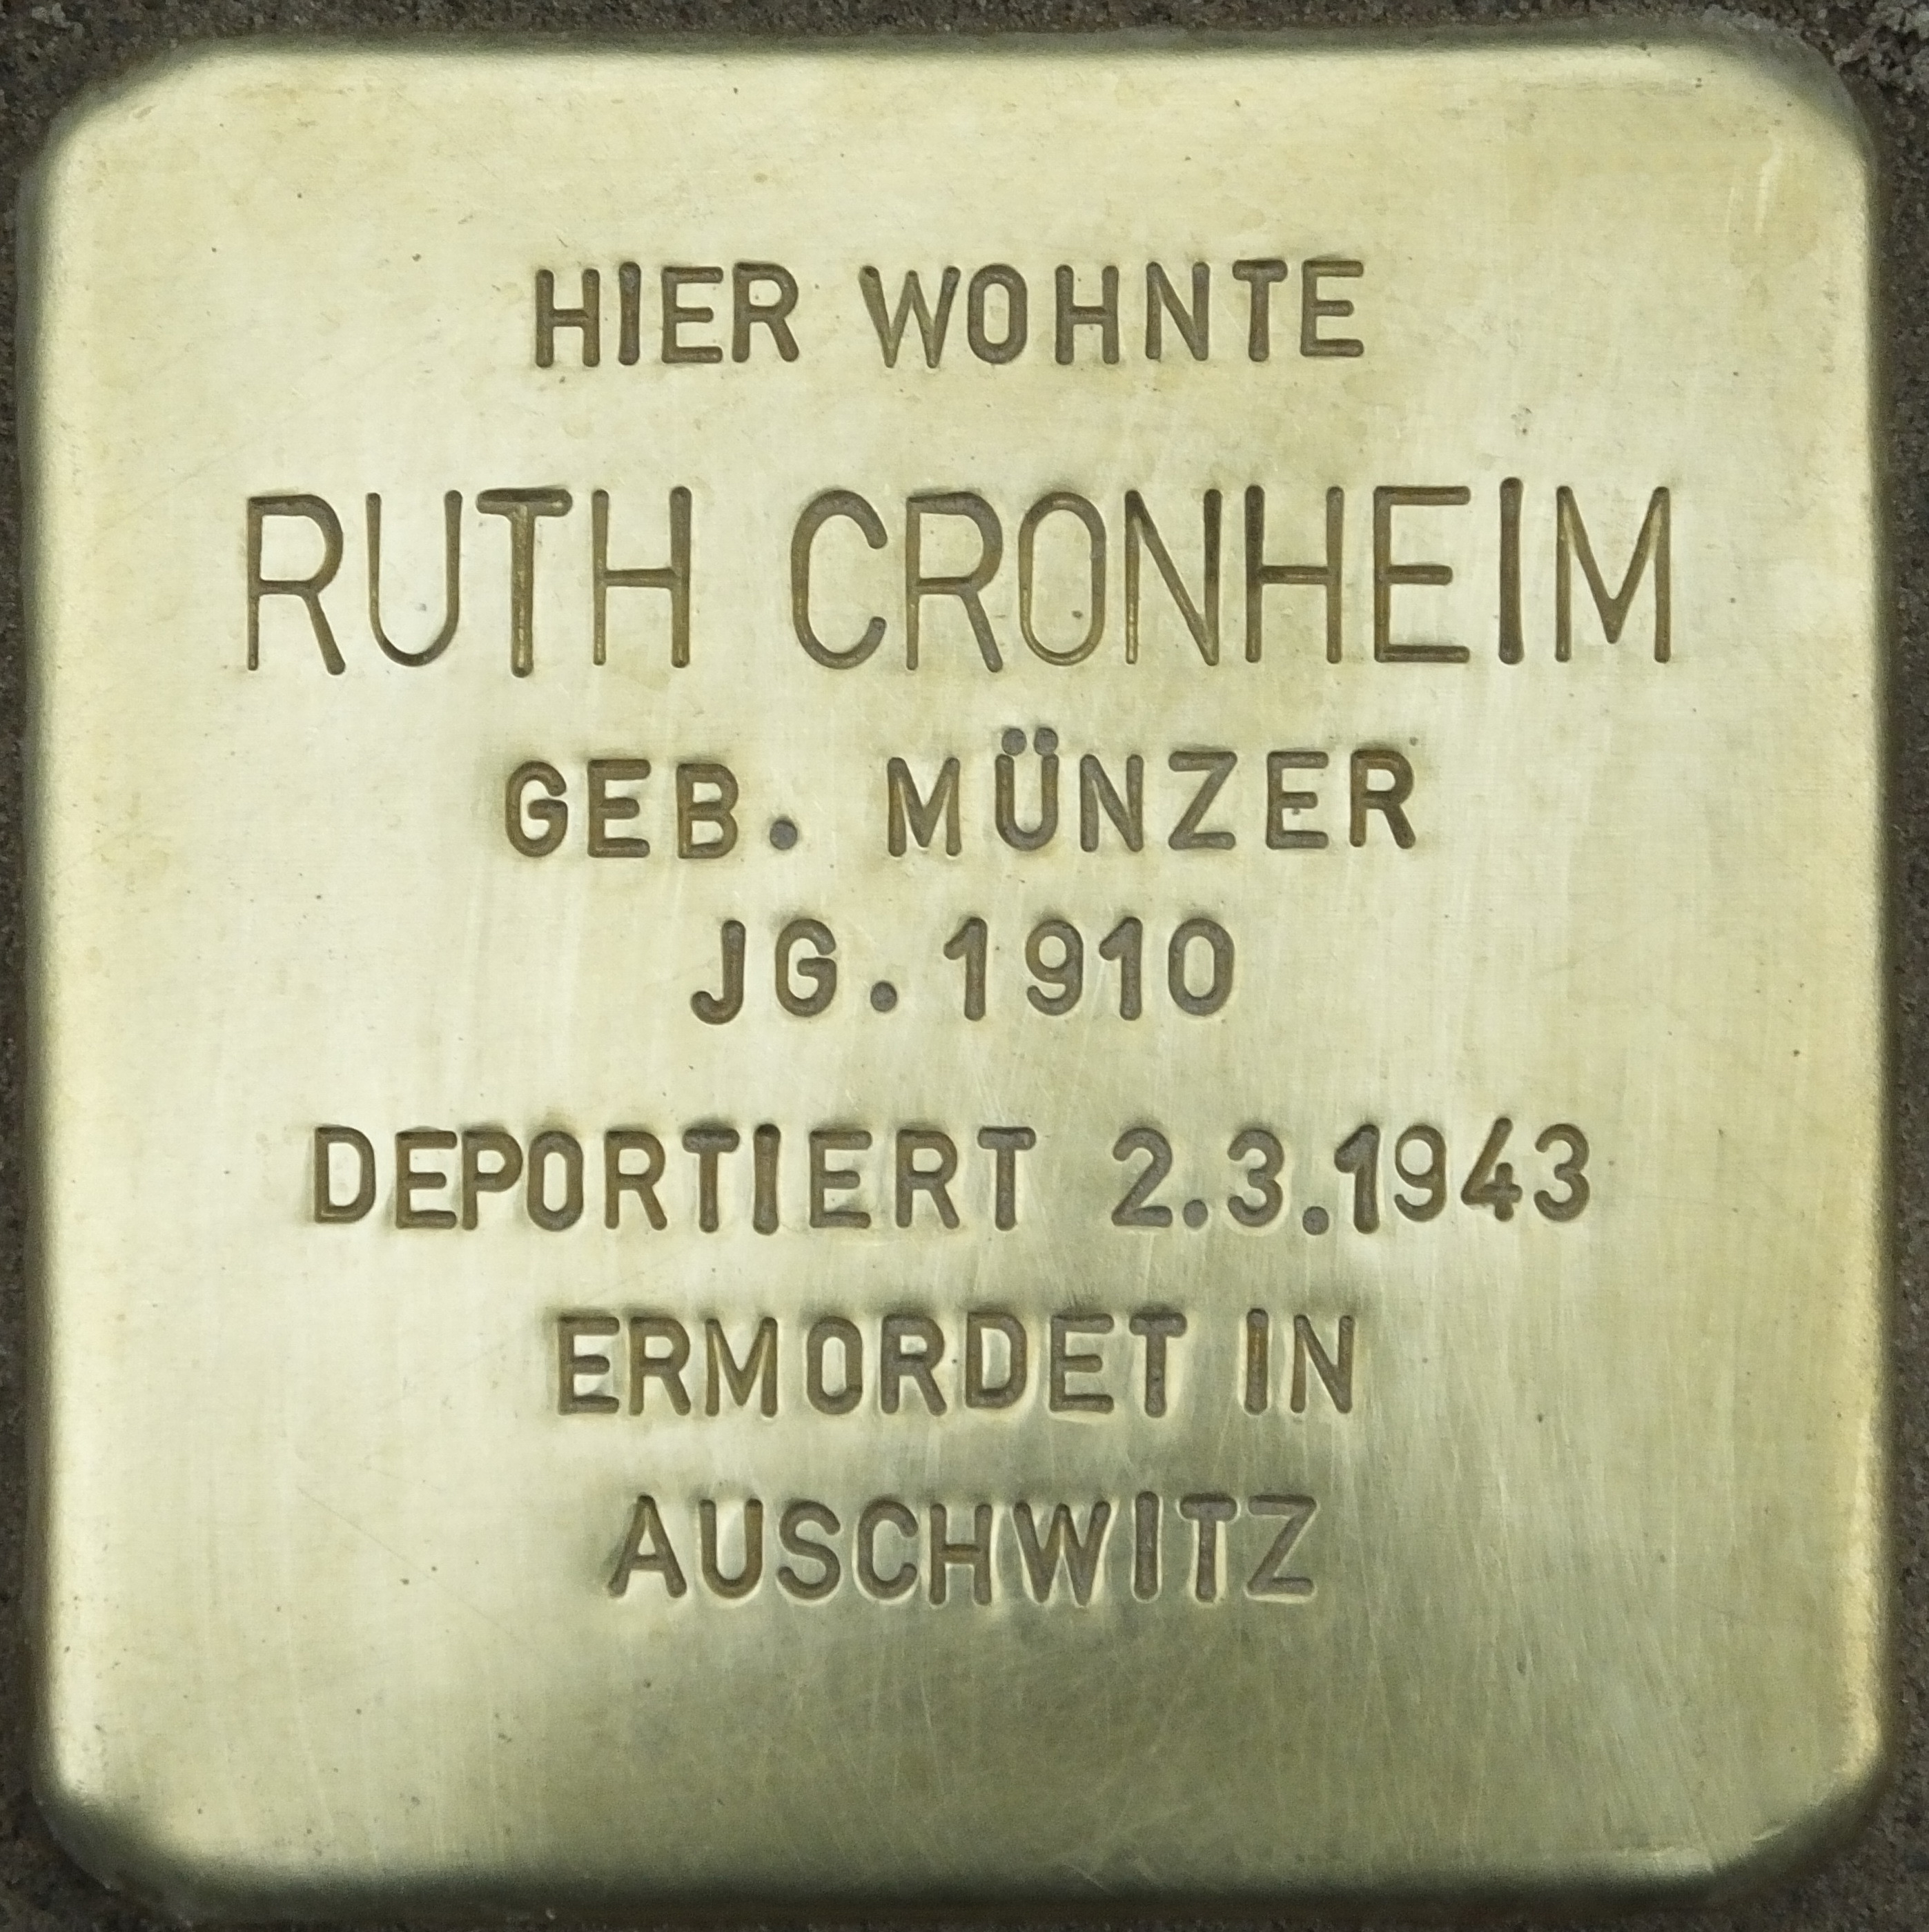 HIER WOHNTE
RUTH CRONHEIM
GEB. MÜNZER
JG. 1910
DEPORTIERT 2.3.1943
ERMORDET IN
AUSCHWITZ